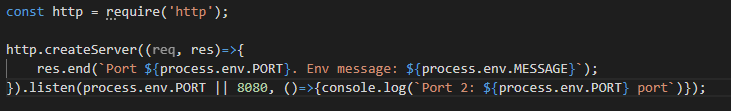 const http = require('http');
http.createServer((req, res)=>{
res.end(`Port ${process.env.PORT}. Env message: ${process.env.MESSAGE}`);
}).listen(process.env.PORT || 8080, ()=>{console.log(`Port 2: ${process.env.PORT} port`)});